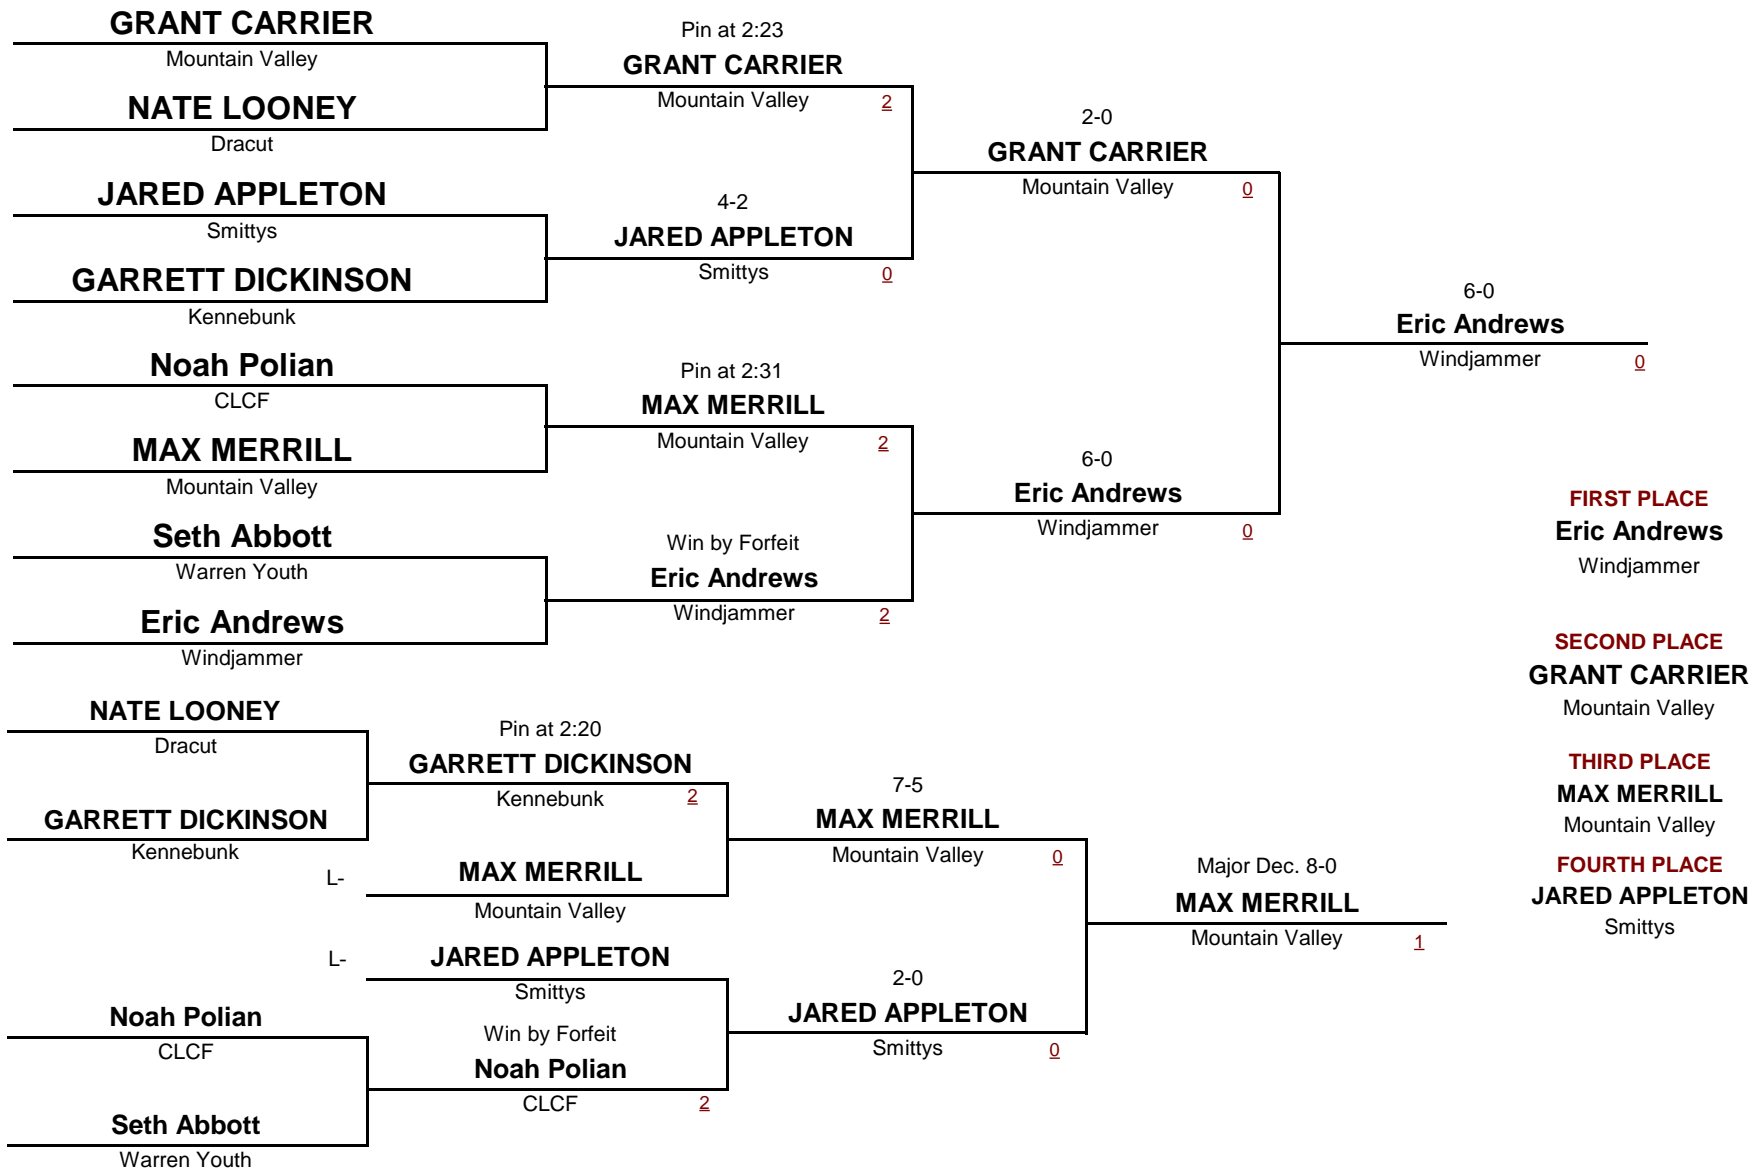 GRANT CARRIER
Mountain Valley
NATE LOONEY
Dracut
JARED APPLETON
Smittys
GARRETT DICKINSON
Kennebunk
Noah Polian
CLCF
MAX MERRILL
Mountain Valley
Seth Abbott
Warren Youth
Eric Andrews
Windjammer
Pin at 2:23
GRANT CARRIER
Mountain Valley 2
4-2
JARED APPLETON
Smittys 0
Pin at 2:31
MAX MERRILL
Mountain Valley 2
Win by Forfeit
Eric Andrews
Windjammer 2
2-0
GRANT CARRIER
Mountain Valley 0
6-0
Eric Andrews
Windjammer 0
6-0
Eric Andrews
Windjammer 0
NATE LOONEY
Dracut
GARRETT DICKINSON
Kennebunk
Noah Polian
CLCF
Seth Abbott
Warren Youth
Pin at 2:20
GARRETT DICKINSON
Kennebunk 2
L- MAX MERRILL
Mountain Valley
L- JARED APPLETON
Smittys
Win by Forfeit
Noah Polian
CLCF 2
7-5
MAX MERRILL
Mountain Valley 0
2-0
JARED APPLETON
Smittys 0
Major Dec. 8-0
MAX MERRILL
Mountain Valley 1
FIRST PLACE
Eric Andrews
Windjammer
SECOND PLACE
GRANT CARRIER
Mountain Valley
THIRD PLACE
MAX MERRILL
Mountain Valley
FOURTH PLACE
JARED APPLETON
Smittys